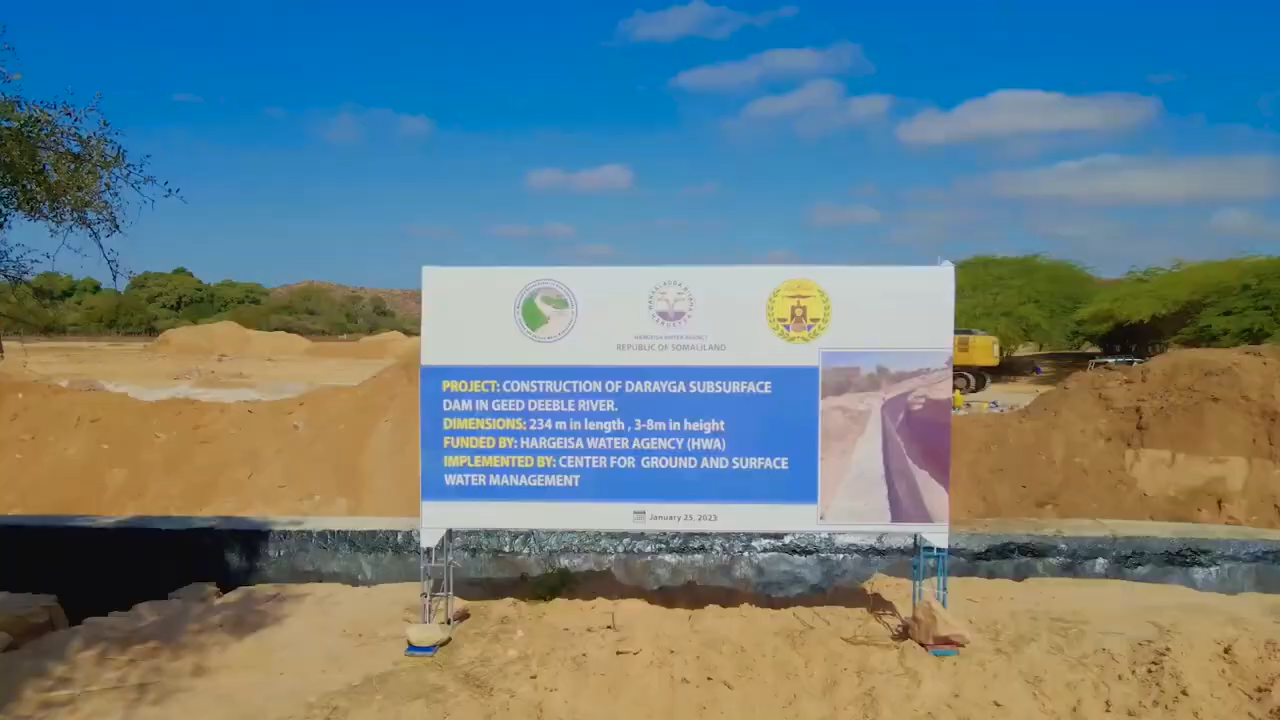 HARGEISA WATER AGENCY
REPUBLIC OF SOMALILAND
PROJECT: CONSTRUCTION OF DARAYGA SUBSURFACE
DAM IN GEED DEEBLE RIVER.
DIMENSIONS: 234 m in length , 3-8m in height
FUNDED BY: HARGEISA WATER AGENCY (HWA)
IMPLEMENTED BY: CENTER FOR GROUND AND SURFACE
WATER MANAGEMENT
January 25, 2023